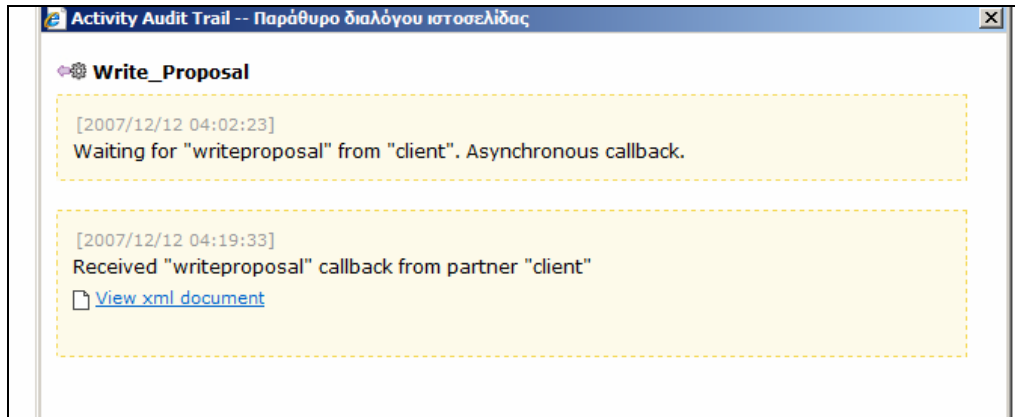 Activity Audit Trail -- Παράθυρο διαλόγου ιστοσελίδας
Write_Proposal
[2007/12/12 04:02:23]
Waiting for "writeproposal" from "client". Asynchronous callback.
[2007/12/12 04:19:33]
Received "writeproposal" callback from partner "client"
View xml document